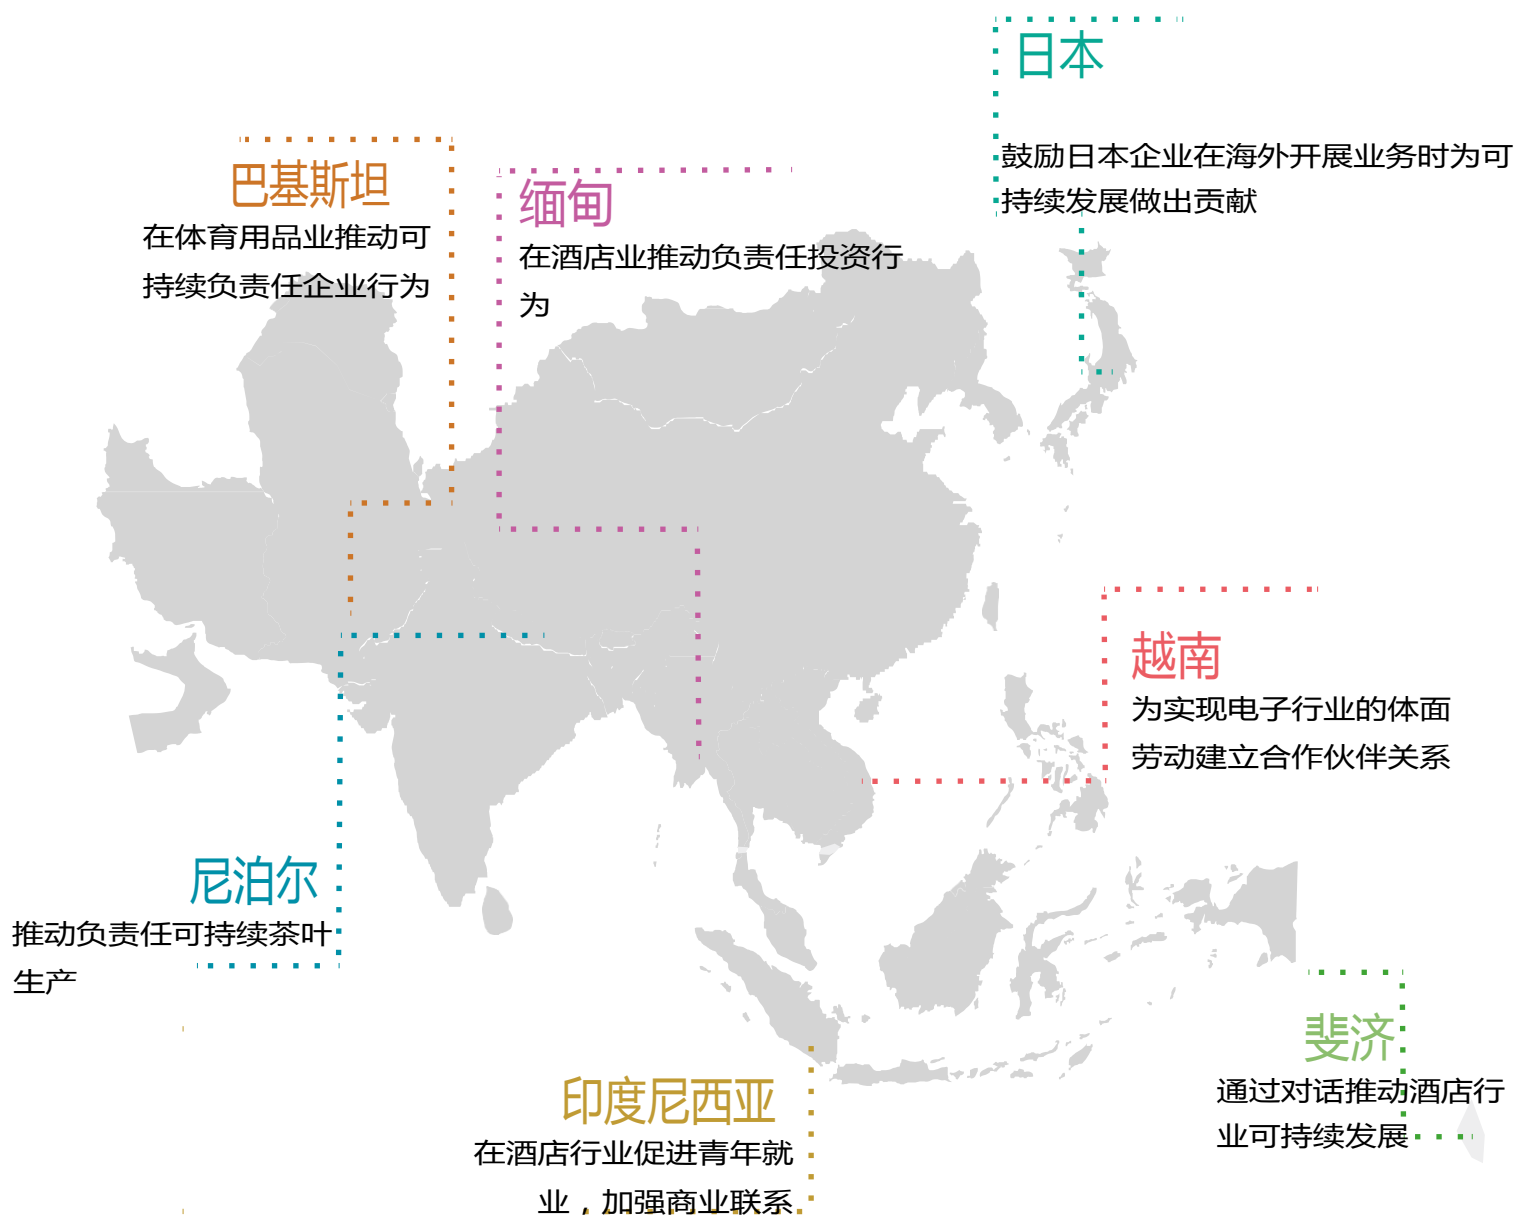 日本
鼓励日本企业在海外开展业务时为可
持续发展做出贡献
巴基斯坦
在体育用品业推动可
持续负责任企业行为
缅甸
在酒店业推动负责任投资行
为
越南
为实现电子行业的体面
劳动建立合作伙伴关系
尼泊尔
推动负责任可持续茶叶
生产
斐济
通过对话推动酒店行
业可持续发展
印度尼西亚
在酒店行业促进青年就
业，加强商业联系